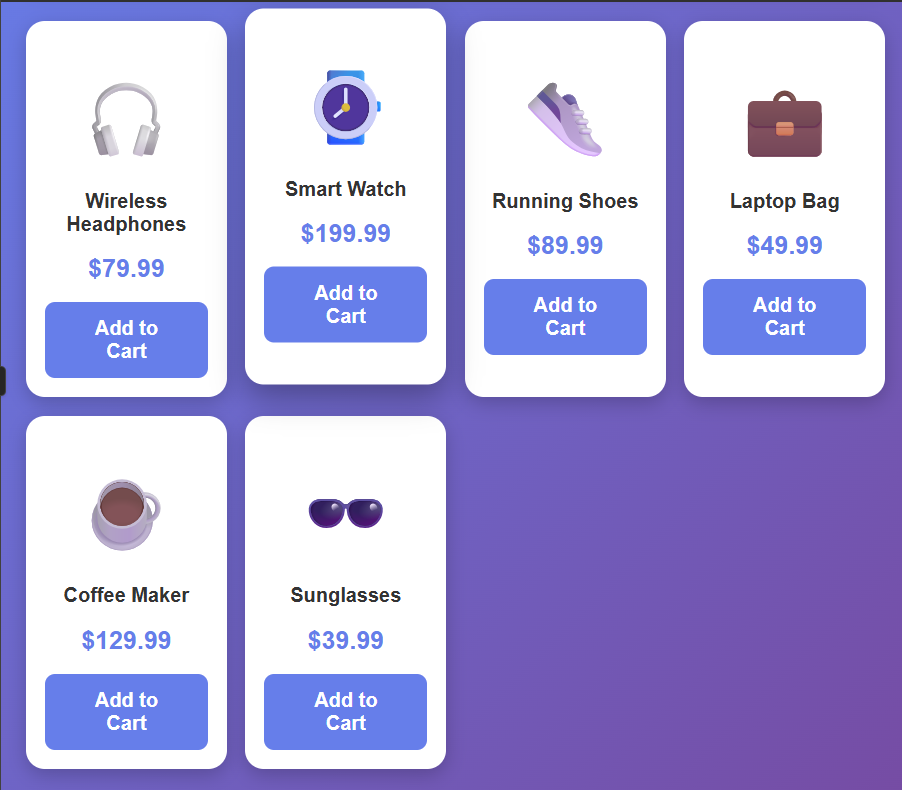 Wireless
Headphones
$79.99
Add to
Cart
Smart Watch
$199.99
Add to
Cart
Running Shoes
$89.99
Add to
Cart
Laptop Bag
$49.99
Add to
Cart
Coffee Maker
$129.99
Add to
Cart
Sunglasses
$39.99
Add to
Cart